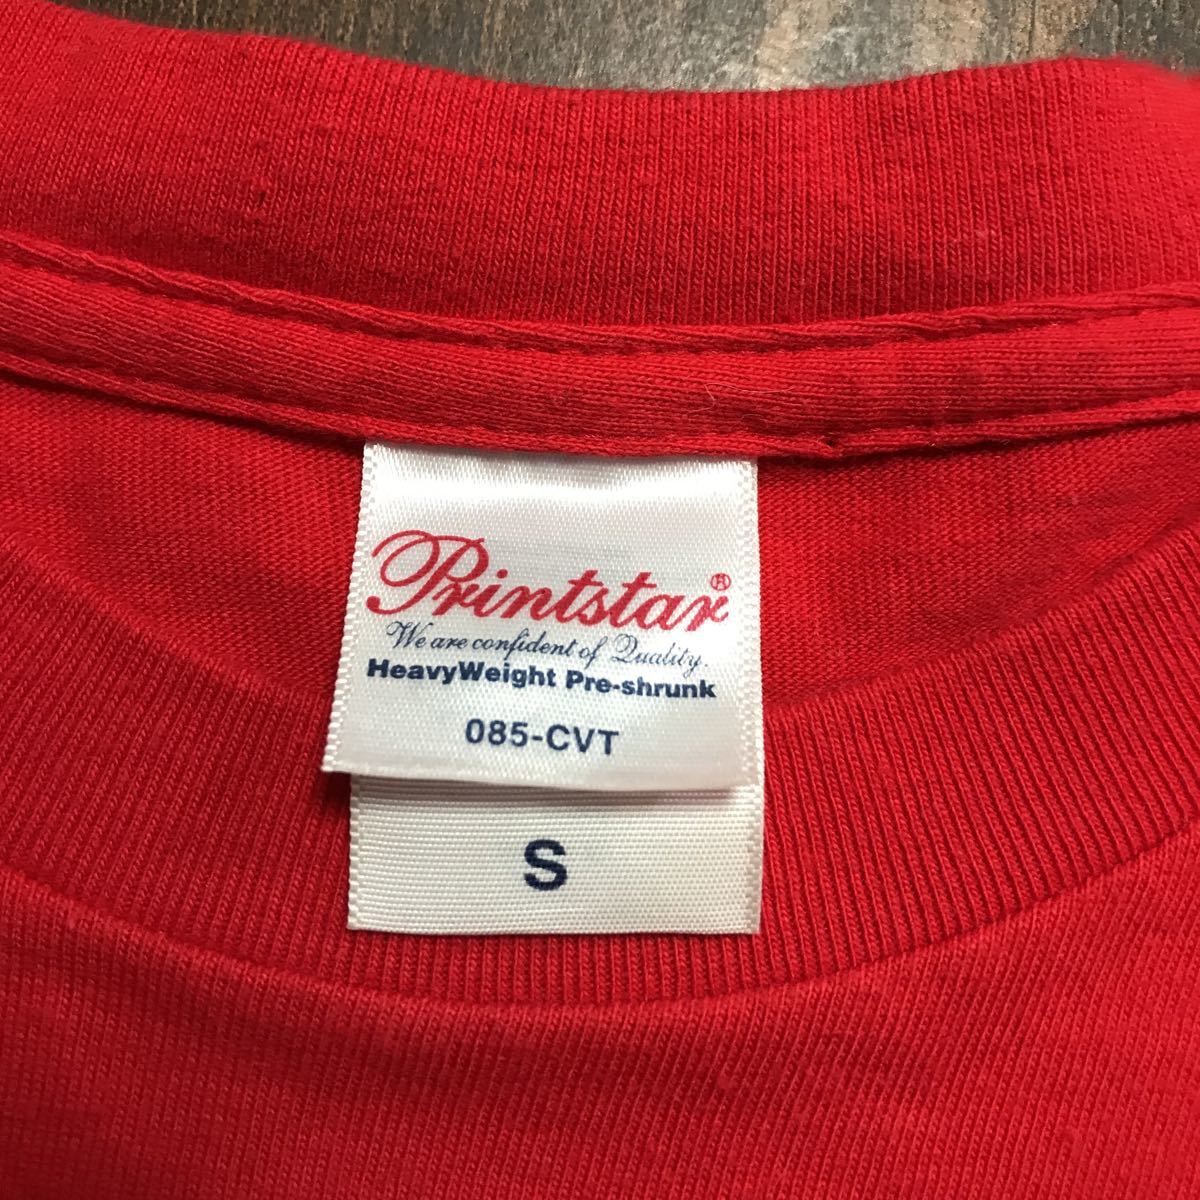 Printstar®
We are confident of Quality.
HeavyWeight Pre-shrunk
085-CVT
S